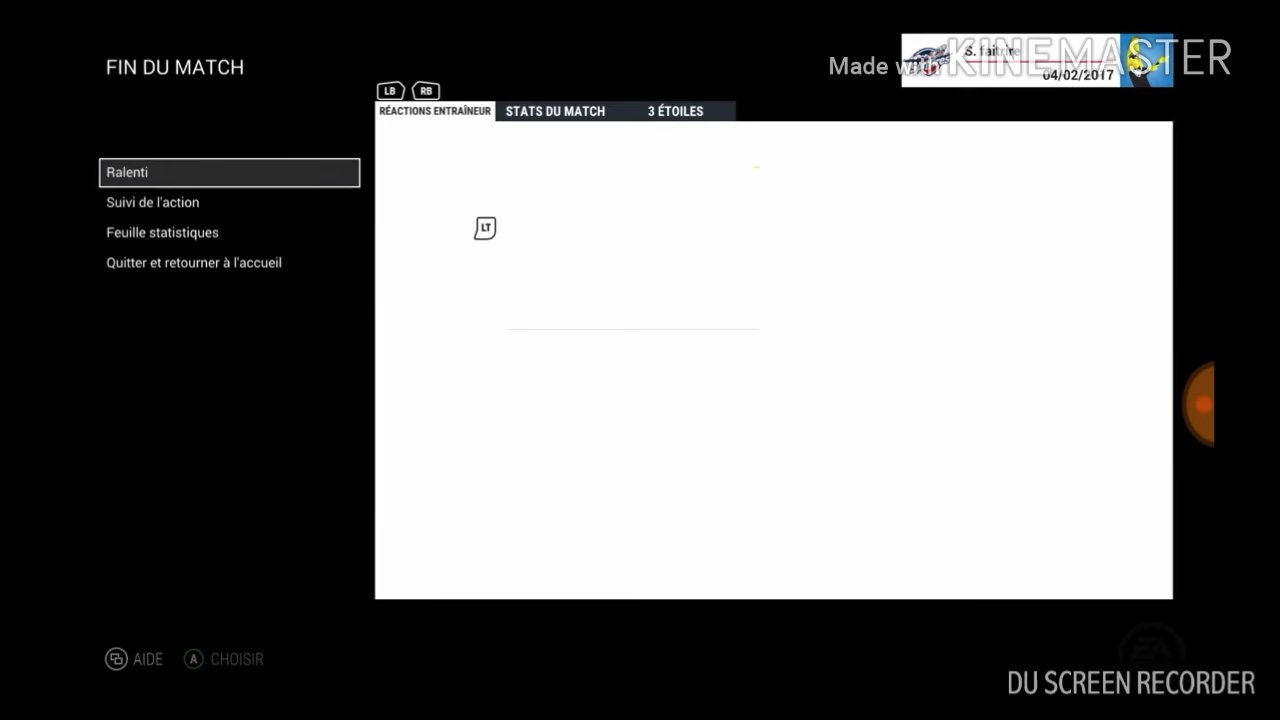 FIN DU MATCH
Made with KINEMASTER
S. faitrire
04/02/2017
LB RB
RÉACTIONS ENTRAÎNEUR STATS DU MATCH 3 ÉTOILES
Ralenti
Suivi de l'action
Feuille statistiques
Quitter et retourner à l'accueil
LT
AIDE A CHOISIR
EA
DU SCREEN RECORDER